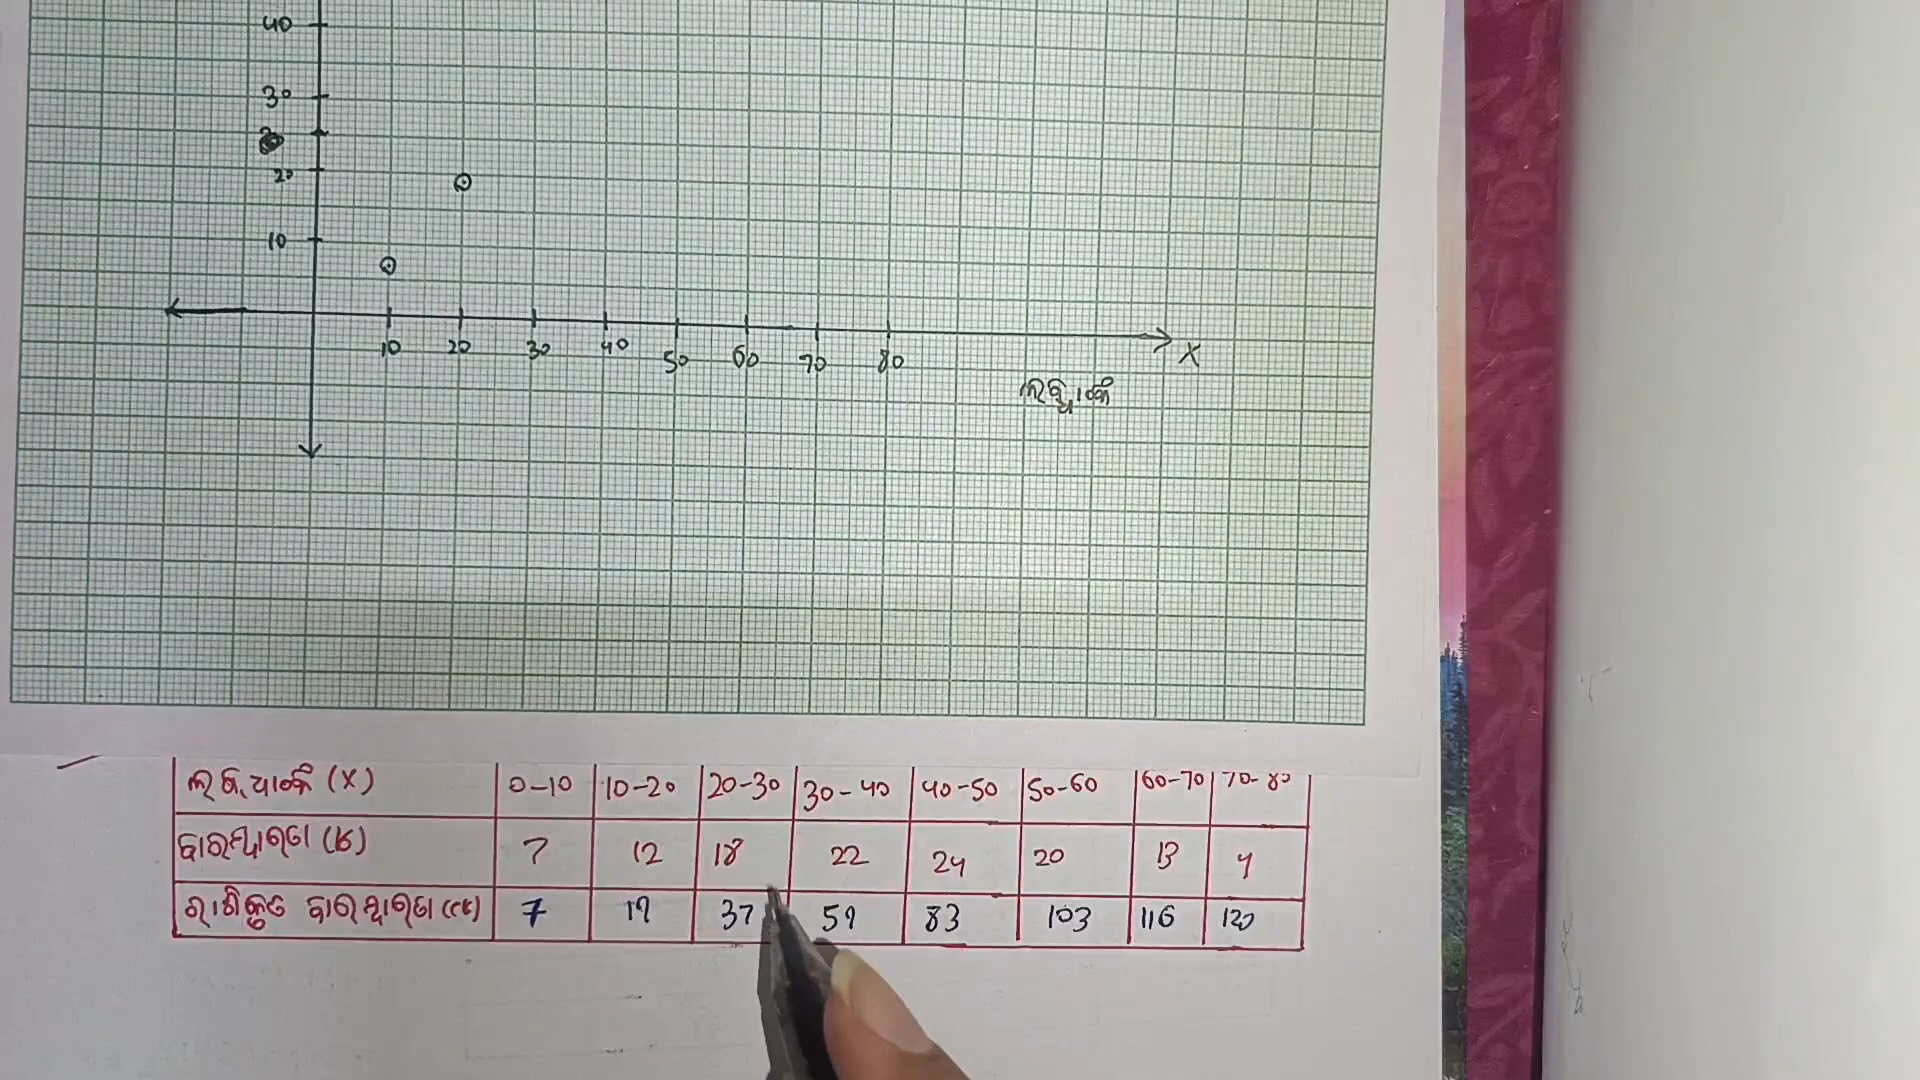 40
30
20
10
10 20 30 40 50 60 70 80
X
ଲବ୍ଧାଙ୍କ
(X) 0-10 10-20 20-30 30-40 40-50 50-60 60-70 70-80
ବାରମ୍ବାରତା (f) 7 12 18 22 24 20 13 4
ରାଶିକୃତ ବାରମ୍ବାରତା (cf) 7 19 37 59 83 103 116 120